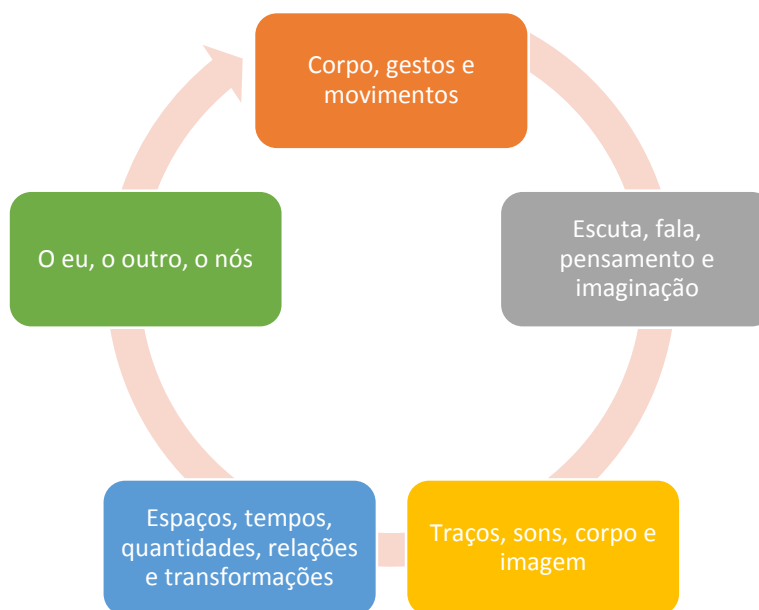 Corpo, gestos e
movimentos
Escuta, fala,
pensamento e
imaginação
Traços, sons, corpo e
imagem
Espaços, tempos,
quantidades, relações
e transformações
O eu, o outro, o nós